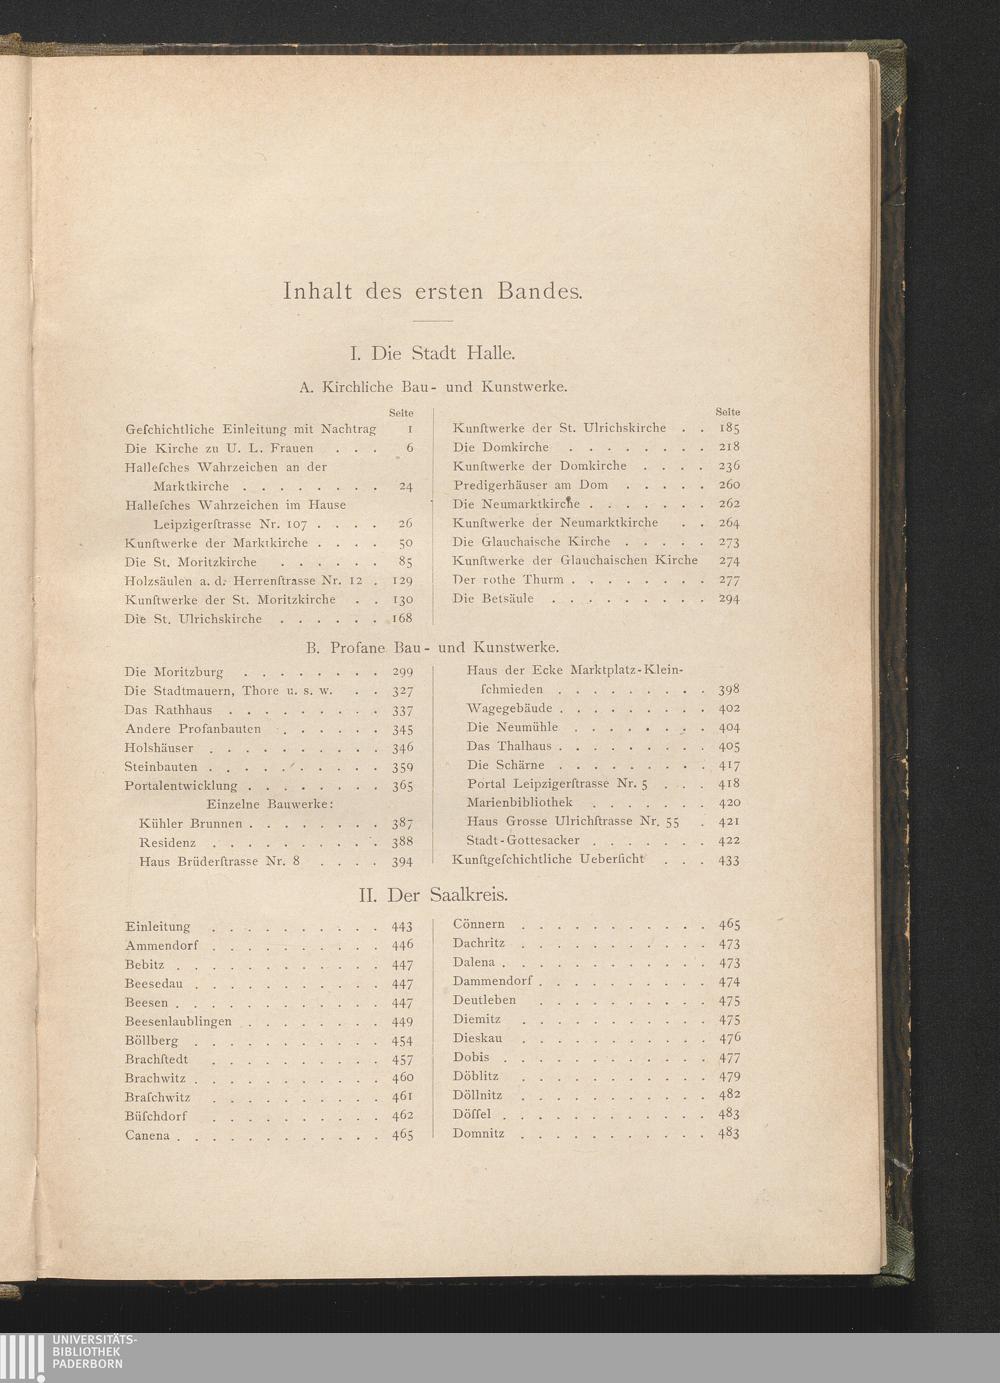 Inhalt des ersten Bandes.
I. Die Stadt Halle.
A. Kirchliche Bau- und Kunstwerke.
Seite
Geſchichtliche Einleitung mit Nachtrag 1
Die Kirche zu U. L. Frauen . . . 6
Halleſches Wahrzeichen an der
Marktkirche . . . . . . . . 24
Halleſches Wahrzeichen im Hause
Leipzigerſtrasse Nr. 107 . . . . 26
Kunſtwerke der Marktkirche . . . . 50
Die St. Moritzkirche . . . . . . 85
Holzsäulen a. d. Herrenſtrasse Nr. 12 . 129
Kunſtwerke der St. Moritzkirche . . 130
Die St. Ulrichskirche . . . . . . 168
Seite
Kunſtwerke der St. Ulrichskirche . . 185
Die Domkirche . . . . . . . . 218
Kunſtwerke der Domkirche . . . . 236
Predigerhäuser am Dom . . . . . 260
Die Neumarktkirche . . . . . . . 262
Kunſtwerke der Neumarktkirche . . 264
Die Glauchaische Kirche . . . . . 273
Kunſtwerke der Glauchaischen Kirche 274
Der rothe Thurm . . . . . . . . 277
Die Betsäule . . . . . . . . . 294
B. Profane Bau- und Kunstwerke.
Die Moritzburg . . . . . . . . 299
Die Stadtmauern, Thore u. s. w. . . 327
Das Rathhaus . . . . . . . . . 337
Andere Profanbauten . . . . . . 345
Holshäuser . . . . . . . . . . 346
Steinbauten . . . . . . . . . . 359
Portalentwicklung . . . . . . . . 365
Einzelne Bauwerke:
Kühler Brunnen . . . . . . . . 387
Residenz . . . . . . . . . . 388
Haus Brüderſtrasse Nr. 8 . . . . 394
Haus der Ecke Marktplatz-Klein-
ſchmieden . . . . . . . . . 398
Wagegebäude . . . . . . . . . 402
Die Neumühle . . . . . . . . 404
Das Thalhaus . . . . . . . . . 405
Die Schärne . . . . . . . . . 417
Portal Leipzigerſtrasse Nr. 5 . . . 418
Marienbibliothek . . . . . . . 420
Haus Grosse Ulrichſtrasse Nr. 55 . 421
Stadt-Gottesacker . . . . . . . 422
Kunſtgeſchichtliche Ueberſicht . . . 433
II. Der Saalkreis.
Einleitung . . . . . . . . . . 443
Ammendorf . . . . . . . . . . 446
Bebitz . . . . . . . . . . . . 447
Beesedau . . . . . . . . . . . 447
Beesen . . . . . . . . . . . . 447
Beesenlaublingen . . . . . . . . 449
Böllberg . . . . . . . . . . . 454
Brachſtedt . . . . . . . . . . 457
Brachwitz . . . . . . . . . . . 460
Braſchwitz . . . . . . . . . . 461
Büſchdorf . . . . . . . . . . 462
Canena . . . . . . . . . . . . 465
Cönnern . . . . . . . . . . . 465
Dachritz . . . . . . . . . . . 473
Dalena . . . . . . . . . . . . 473
Dammendorf . . . . . . . . . . 474
Deutleben . . . . . . . . . . 475
Diemitz . . . . . . . . . . . 475
Dieskau . . . . . . . . . . . 476
Dobis . . . . . . . . . . . . 477
Döblitz . . . . . . . . . . . 479
Döllnitz . . . . . . . . . . . 482
Döſſel . . . . . . . . . . . . 483
Domnitz . . . . . . . . . . . 483
UNIVERSITÄTS-
BIBLIOTHEK
PADERBORN